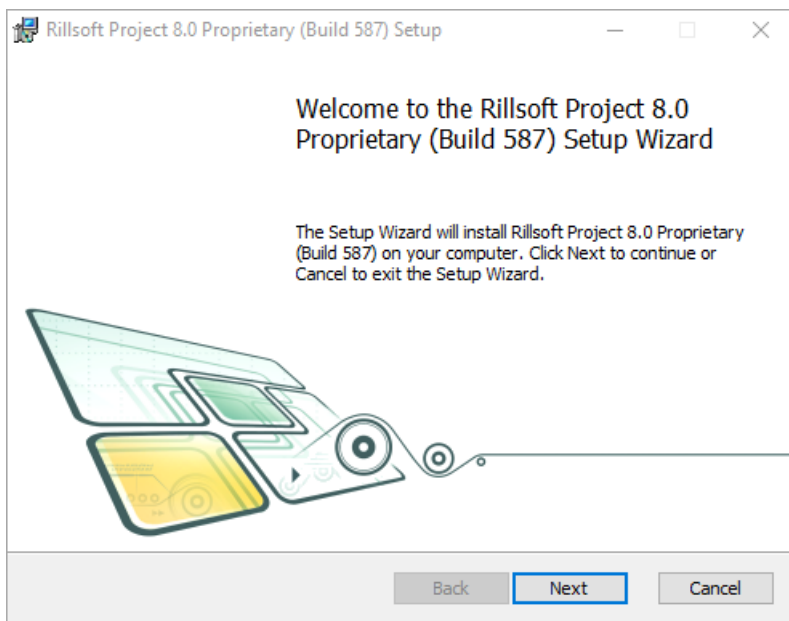 Rillsoft Project 8.0 Proprietary (Build 587) Setup
Welcome to the Rillsoft Project 8.0
Proprietary (Build 587) Setup Wizard
The Setup Wizard will install Rillsoft Project 8.0 Proprietary
(Build 587) on your computer. Click Next to continue or
Cancel to exit the Setup Wizard.
Back Next Cancel